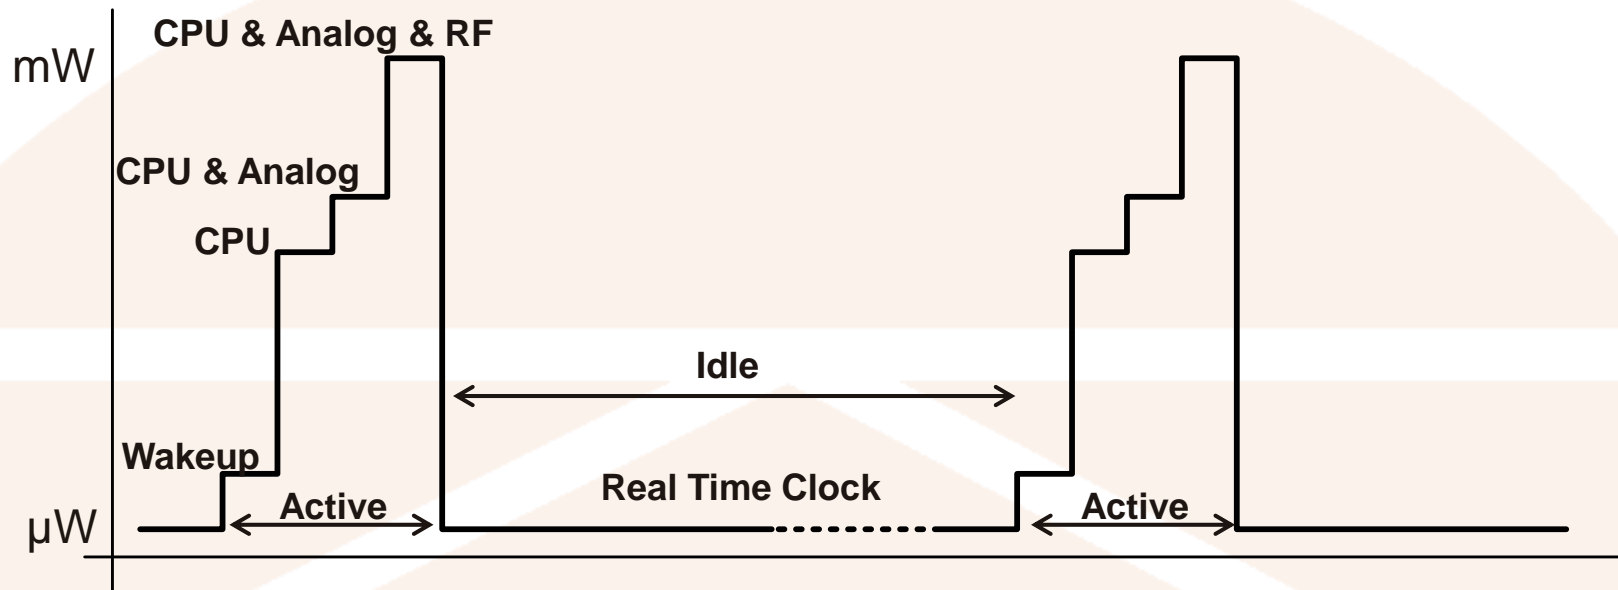 CPU & Analog & RF
mW
CPU & Analog
CPU
Idle
Wakeup
Real Time Clock
Active
Active
µW